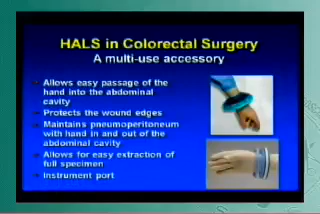 HALS in Colorectal Surgery
A multi-use accessory
Allows easy passage of the
hand into the abdominal
cavity
Protects the wound edges
Maintains pneumoperitoneum
with hand in and out of the
abdominal cavity
Allows for easy extraction of
full specimen
Instrument port